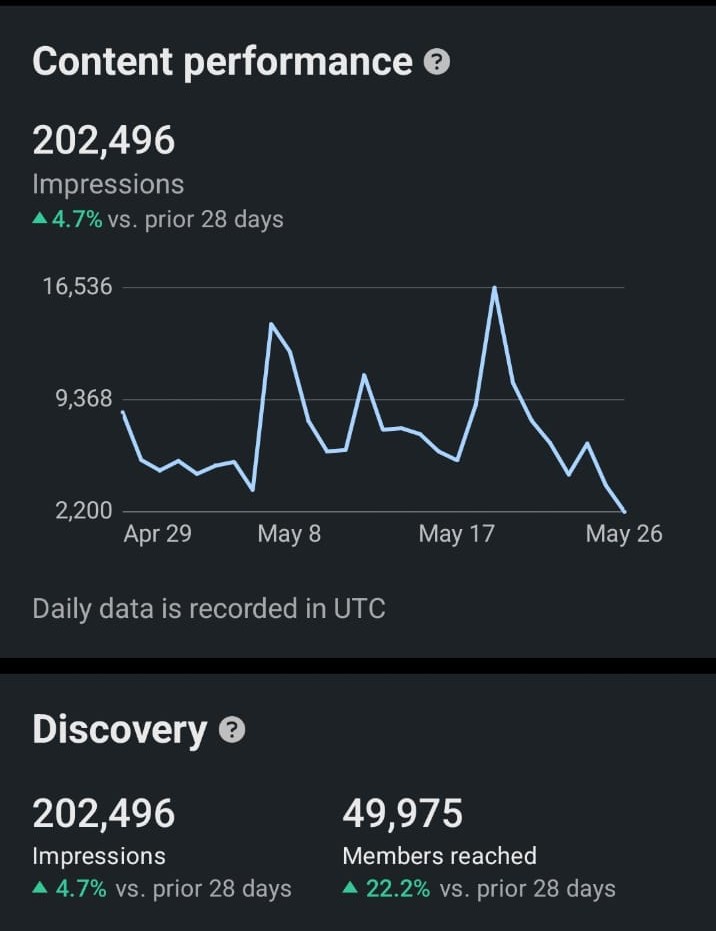 Content performance ?
202,496
Impressions
▲ 4.7% vs. prior 28 days
16,536
9,368
2,200
Apr 29 May 8 May 17 May 26
Daily data is recorded in UTC
Discovery ?
202,496 49,975
Impressions Members reached
▲ 4.7% vs. prior 28 days ▲ 22.2% vs. prior 28 days